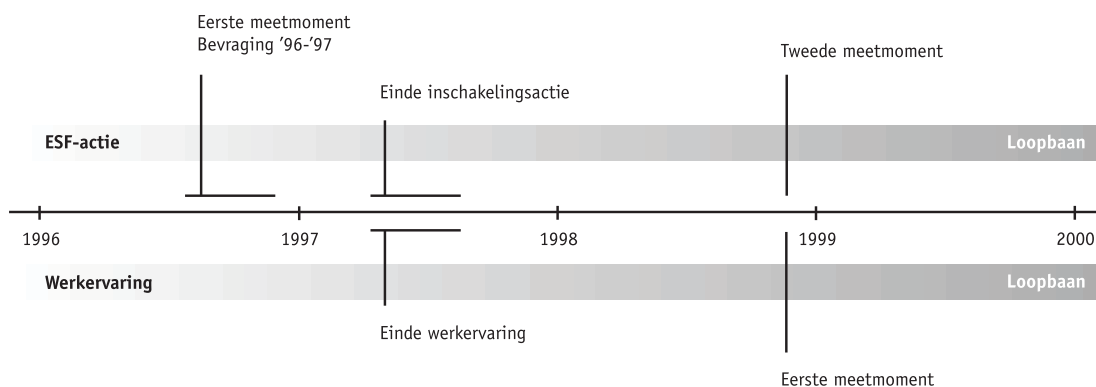 Eerste meetmoment
Bevraging ’96-’97
Tweede meetmoment
Einde inschakelingsactie
ESF-actie
Loopbaan
1996
1997
1998
1999
2000
Werkervaring
Loopbaan
Einde werkervaring
Eerste meetmoment